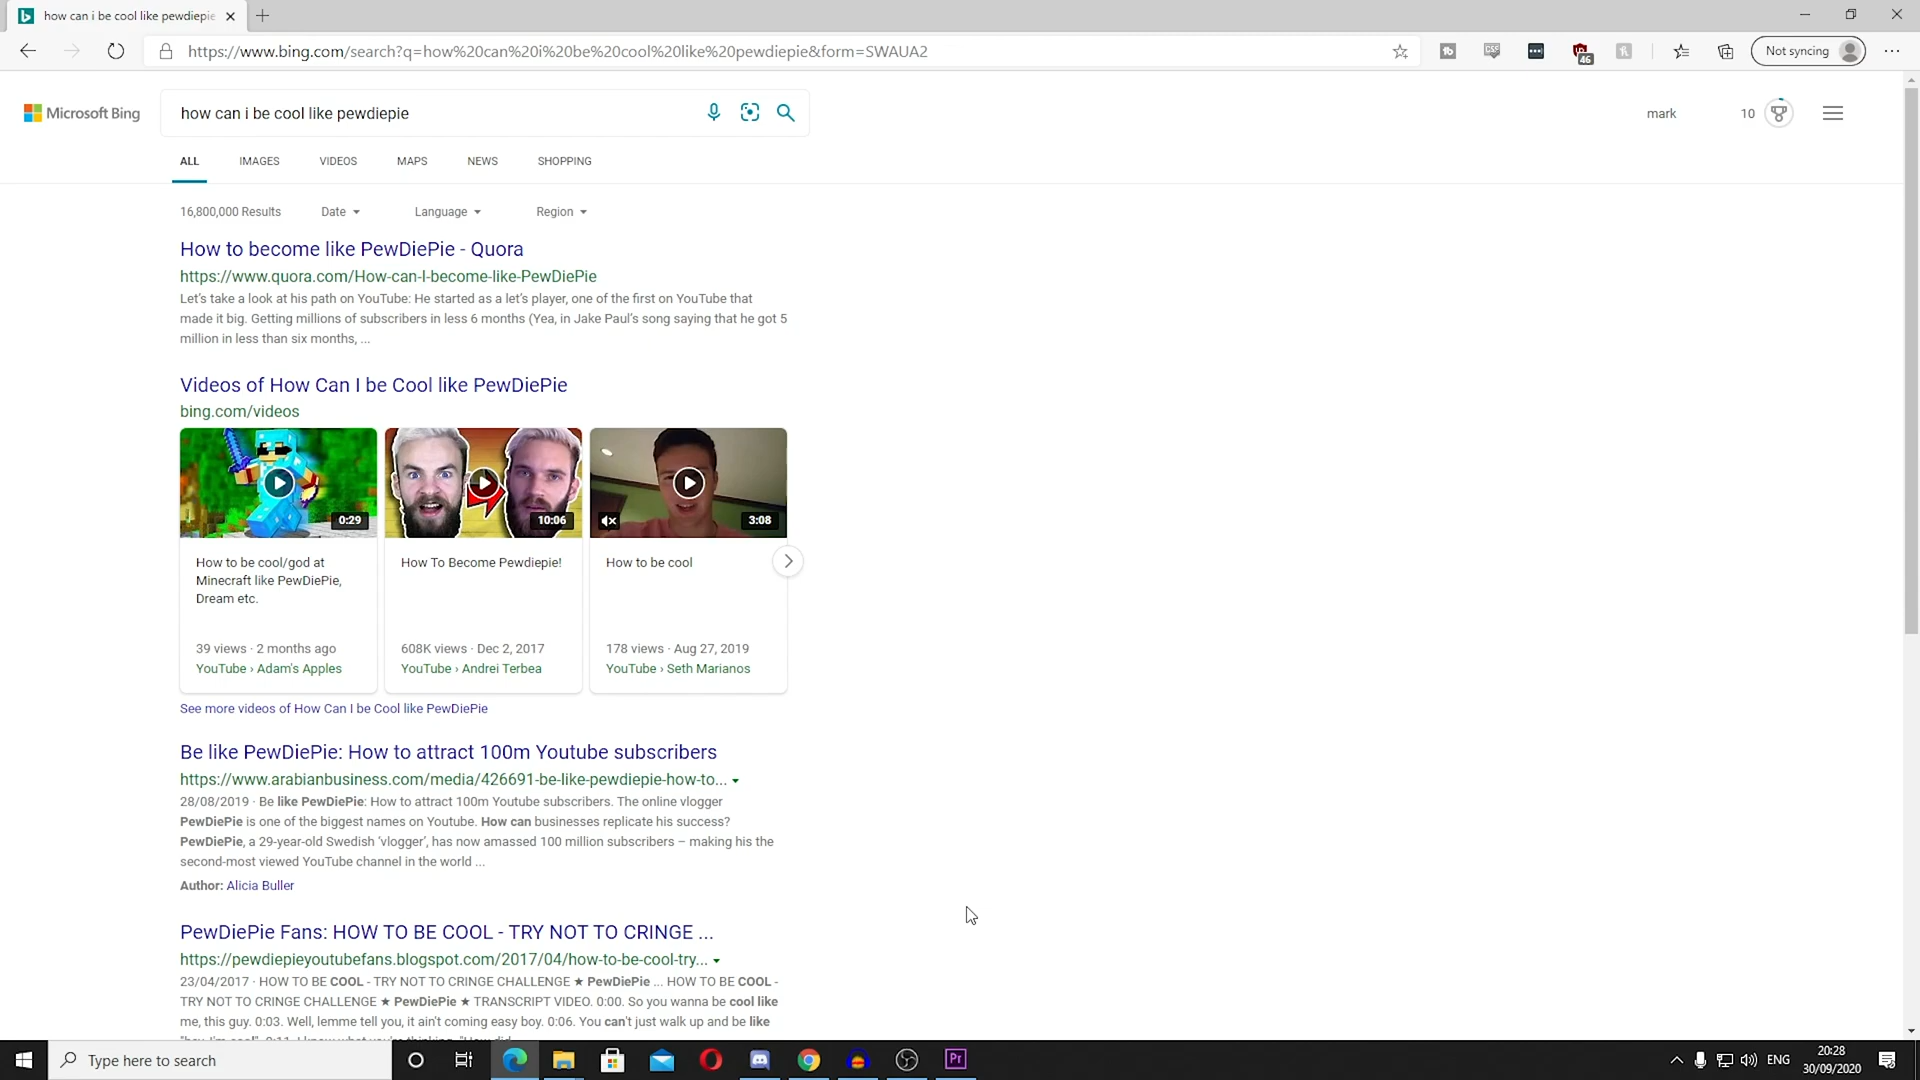 how can i be cool like pewdiepie
https://www.bing.com/search?q=how%20can%20i%20be%20cool%20like%20pewdiepie&form=SWAUA2
46
Not syncing
Microsoft Bing
how can i be cool like pewdiepie
mark
10
ALL
IMAGES
VIDEOS
MAPS
NEWS
SHOPPING
16,800,000 Results
Date
Language
Region
How to become like PewDiePie - Quora
https://www.quora.com/How-can-I-become-like-PewDiePie
Let's take a look at his path on YouTube: He started as a let's player, one of the first on YouTube that
made it big. Getting millions of subscribers in less 6 months (Yea, in Jake Paul's song saying that he got 5
million in less than six months, ...
Videos of How Can I be Cool like PewDiePie
bing.com/videos
0:29
How to be cool/god at
Minecraft like PewDiePie,
Dream etc.
39 views · 2 months ago
YouTube › Adam's Apples
10:06
How To Become Pewdiepie!
608K views · Dec 2, 2017
YouTube › Andrei Terbea
3:08
How to be cool
178 views · Aug 27, 2019
YouTube › Seth Marianos
See more videos of How Can I be Cool like PewDiePie
Be like PewDiePie: How to attract 100m Youtube subscribers
https://www.arabianbusiness.com/media/426691-be-like-pewdiepie-how-to...
28/08/2019 · Be like PewDiePie: How to attract 100m Youtube subscribers. The online vlogger
PewDiePie is one of the biggest names on Youtube. How can businesses replicate his success?
PewDiePie, a 29-year-old Swedish ‘vlogger’, has now amassed 100 million subscribers – making his the
second-most viewed YouTube channel in the world ...
Author: Alicia Buller
PewDiePie Fans: HOW TO BE COOL - TRY NOT TO CRINGE ...
https://pewdiepieyoutubefans.blogspot.com/2017/04/how-to-be-cool-try...
23/04/2017 · HOW TO BE COOL - TRY NOT TO CRINGE CHALLENGE ★ PewDiePie ... HOW TO BE COOL -
TRY NOT TO CRINGE CHALLENGE ★ PewDiePie ★ TRANSCRIPT VIDEO. 0:00. So you wanna be cool like
me, this guy. 0:03. Well, lemme tell you, it ain't coming easy boy. 0:06. You can't just walk up and be like
Type here to search
Pr
ENG
20:28
30/09/2020